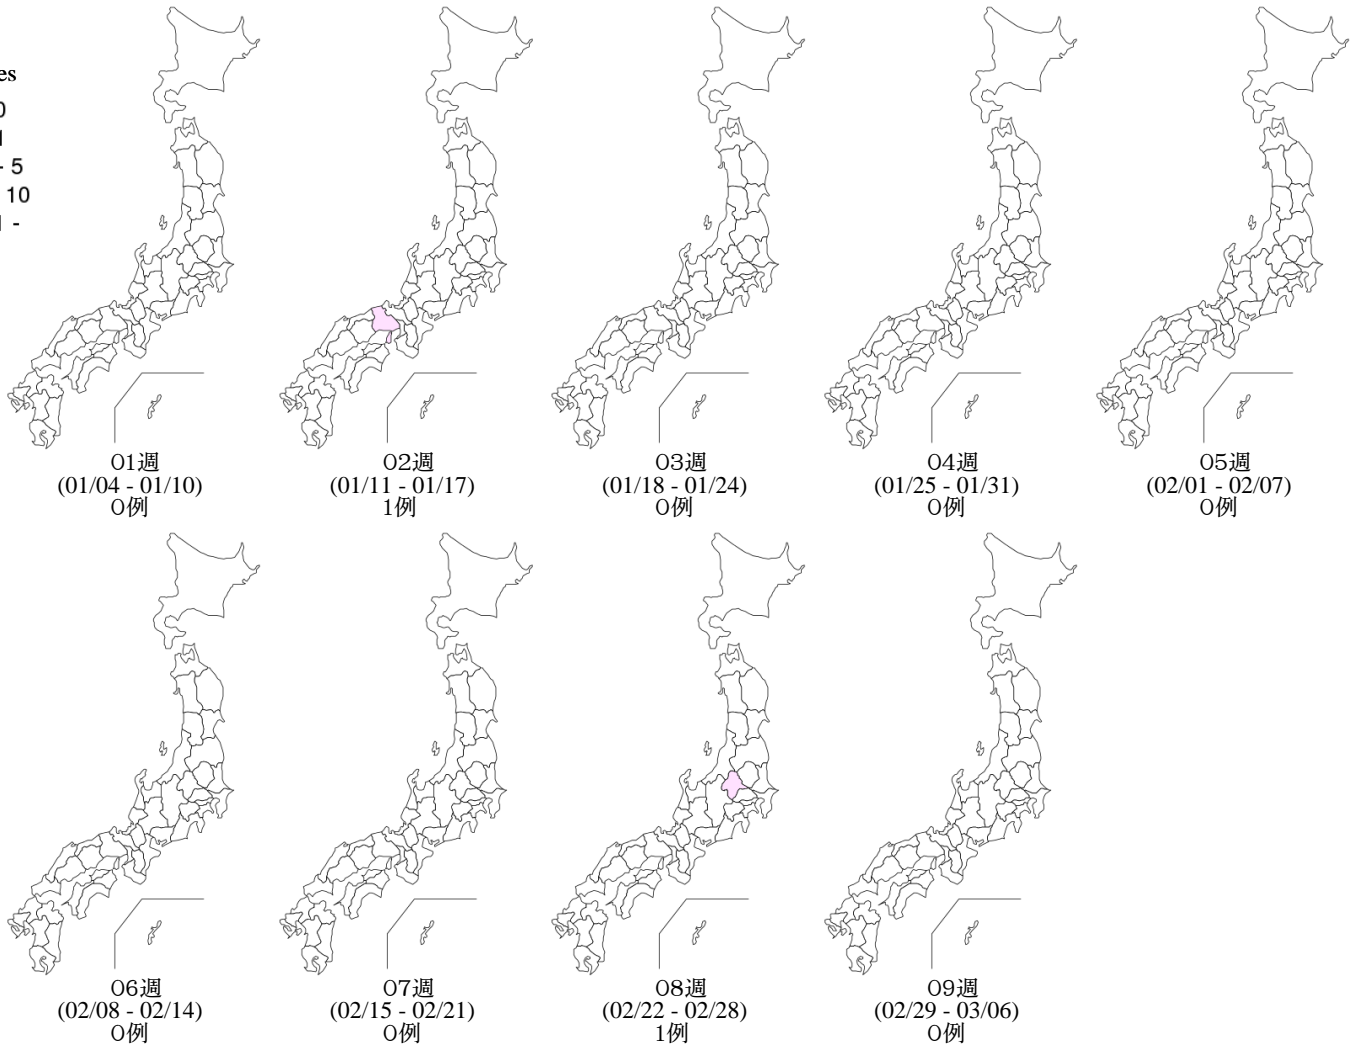 es
0
1
- 5
10
1 -
01週
(01/04 - 01/10)
0例
02週
(01/11 - 01/17)
1例
03週
(01/18 - 01/24)
0例
04週
(01/25 - 01/31)
0例
05週
(02/01 - 02/07)
0例
06週
(02/08 - 02/14)
0例
07週
(02/15 - 02/21)
0例
08週
(02/22 - 02/28)
1例
09週
(02/29 - 03/06)
0例